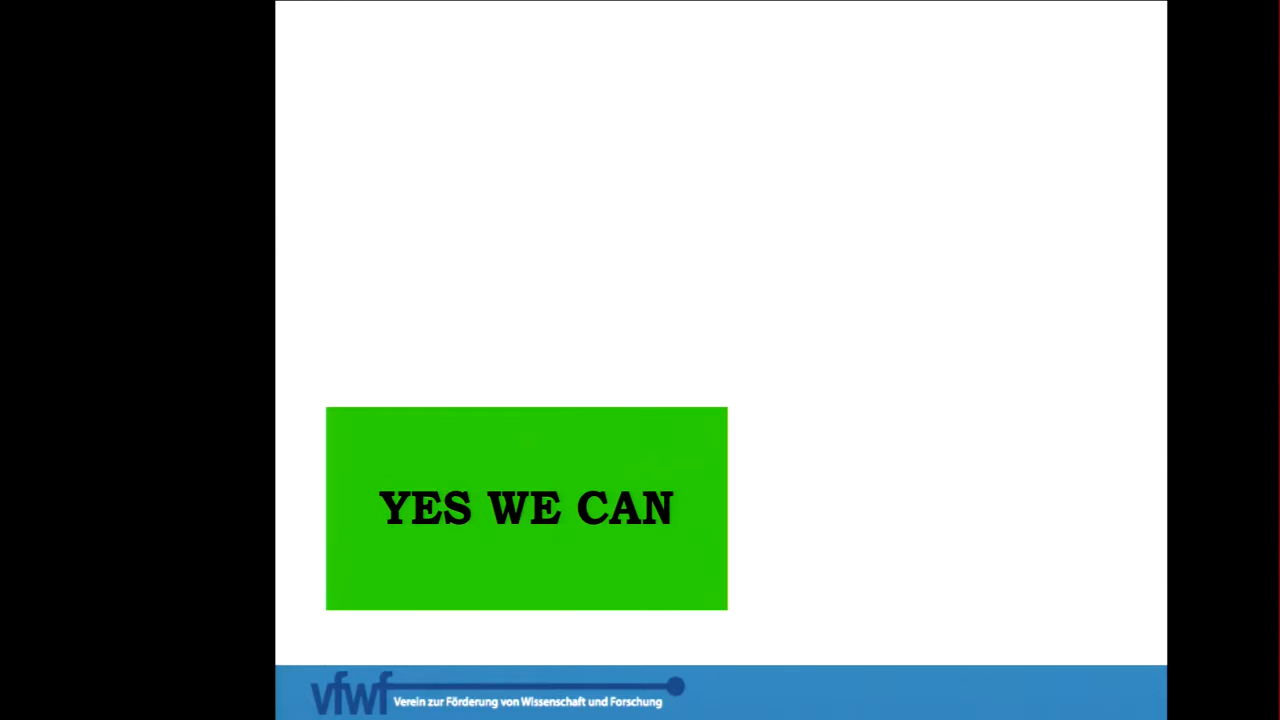 YES WE CAN
vfwf
Verein zur Förderung von Wissenschaft und Forschung